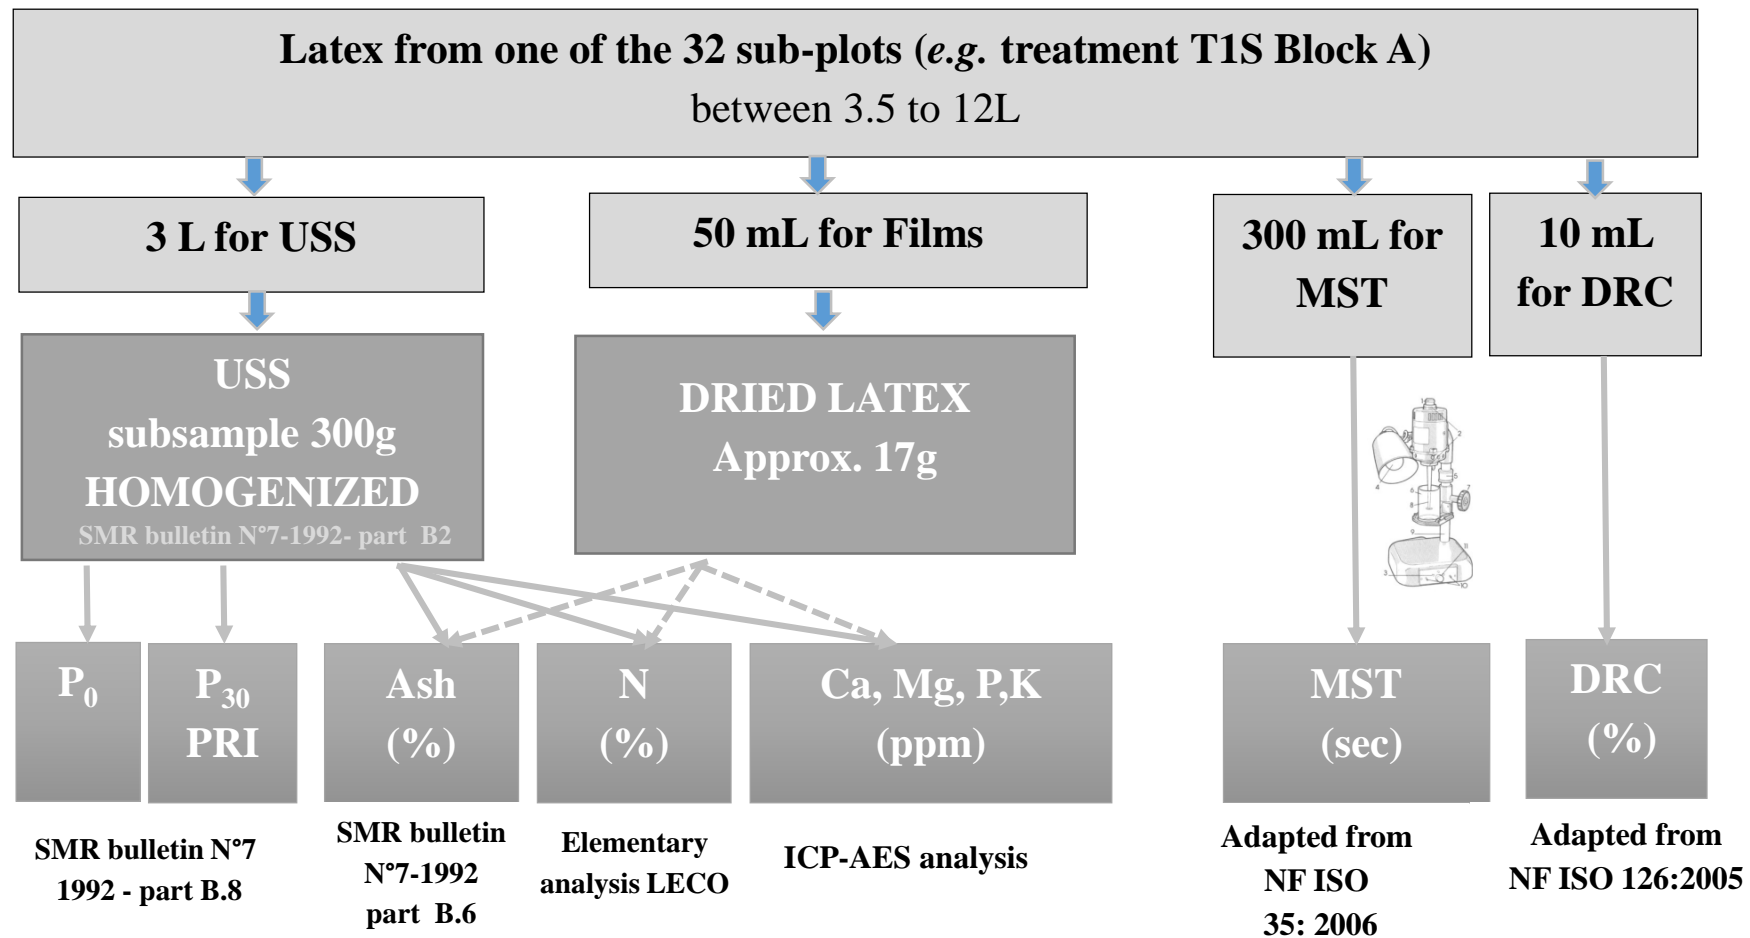 Latex from one of the 32 sub-plots (e.g. treatment T1S Block A)
between 3.5 to 12L
3 L for USS
50 mL for Films
300 mL for
MST
10 mL
for DRC
USS
subsample 300g
HOMOGENIZED
SMR bulletin N°7-1992- part  B2
DRIED LATEX
Approx. 17g
P0
P30
PRI
Ash
(%)
N
(%)
Ca, Mg, P,K
(ppm)
MST
(sec)
DRC
(%)
SMR bulletin N°7
1992 - part B.8
SMR bulletin
N°7-1992
part  B.6
Elementary
analysis LECO
ICP-AES analysis
Adapted from
NF ISO
35: 2006
Adapted from
NF ISO 126:2005